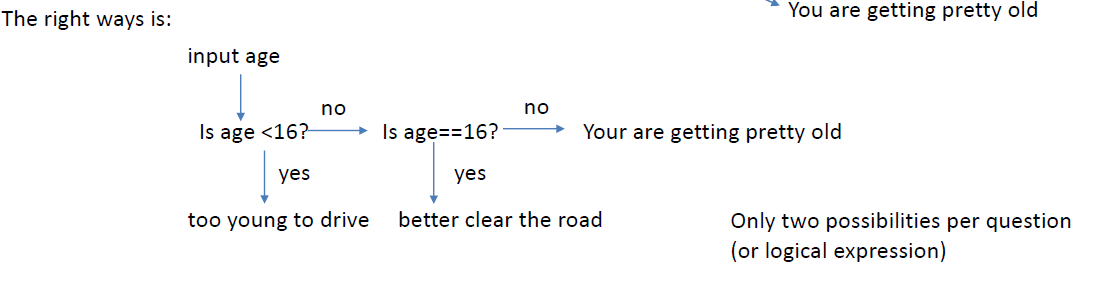 You are getting pretty old
The right ways is:
input age
no
no
Is age <16?
Is age==16?
Your are getting pretty old
yes
yes
too young to drive
better clear the road
Only two possibilities per question
(or logical expression)